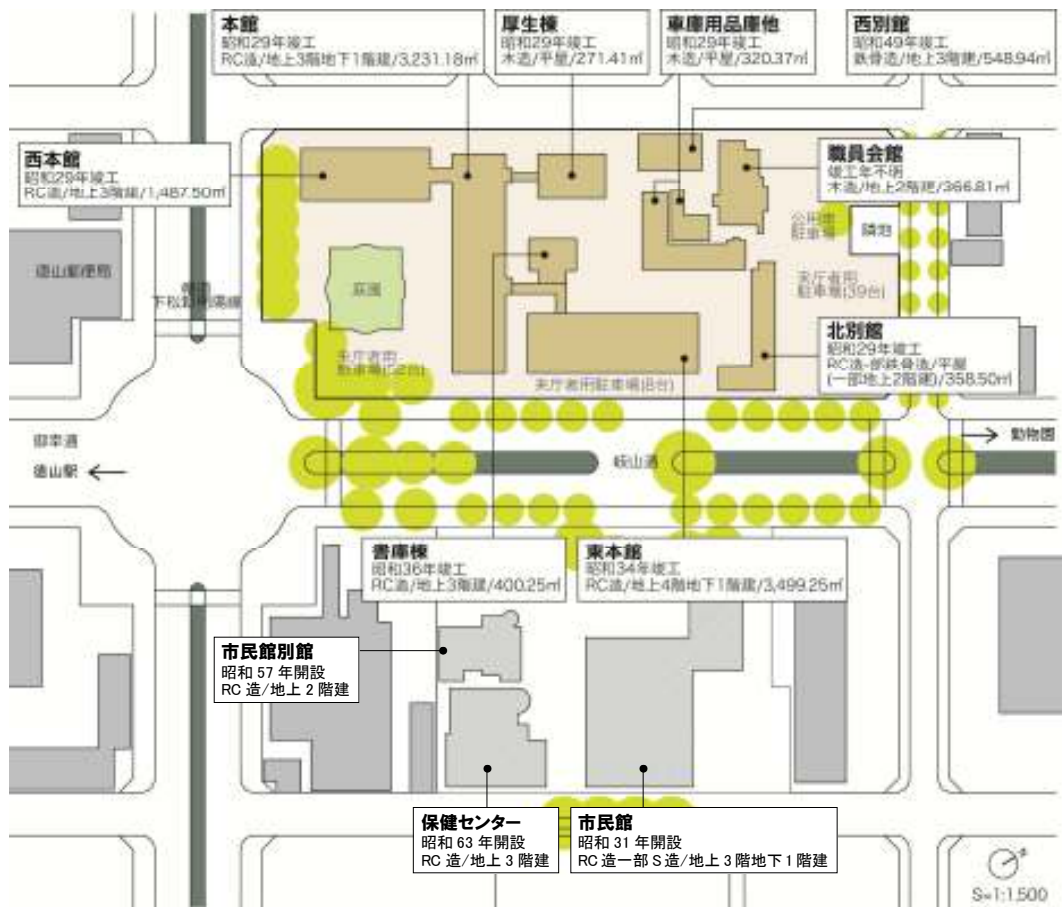 本館
昭和29年竣工
RC造/地上3階地下1階建/3,231.18㎡
厚生棟
昭和29年竣工
木造/平屋/271.41㎡
車庫用品庫他
昭和29年竣工
木造/平屋/320.37㎡
西別館
昭和49年竣工
鉄骨造/地上3階建/548.94㎡
西本館
昭和29年竣工
RC造/地上3階建/1,487.50㎡
職員会館
竣工年不明
木造/地上2階建/366.81㎡
公用車
駐車場
隣地
徳山郵便局
下松新南陽線
庭園
来庁者用
駐車場(39台)
北別館
昭和29年竣工
RC造一部鉄骨造/平屋
(一部地上2階建)/358.50㎡
来庁者用
駐車場(52台)
来庁者用駐車場(8台)
御幸通
徳山駅 ←
岐山通
→ 動物園
書庫棟
昭和36年竣工
RC造/地上3階建/400.25㎡
東本館
昭和34年竣工
RC造/地上4階地下1階建/3,499.25㎡
市民館別館
昭和 57 年開設
RC 造/地上 2 階建
保健センター
昭和 63 年開設
RC 造/地上 3 階建
市民館
昭和 31 年開設
RC 造一部 S 造/地上 3 階地下 1 階建
S=1:1,500